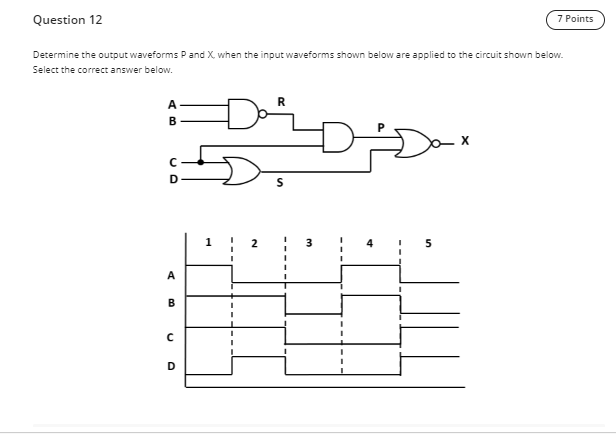 Question 12
7 Points
Determine the output waveforms P and X, when the input waveforms shown below are applied to the circuit shown below.
Select the correct answer below.
A
R
B
P
X
C
D
S
1 2 3 4 5
A
B
C
D